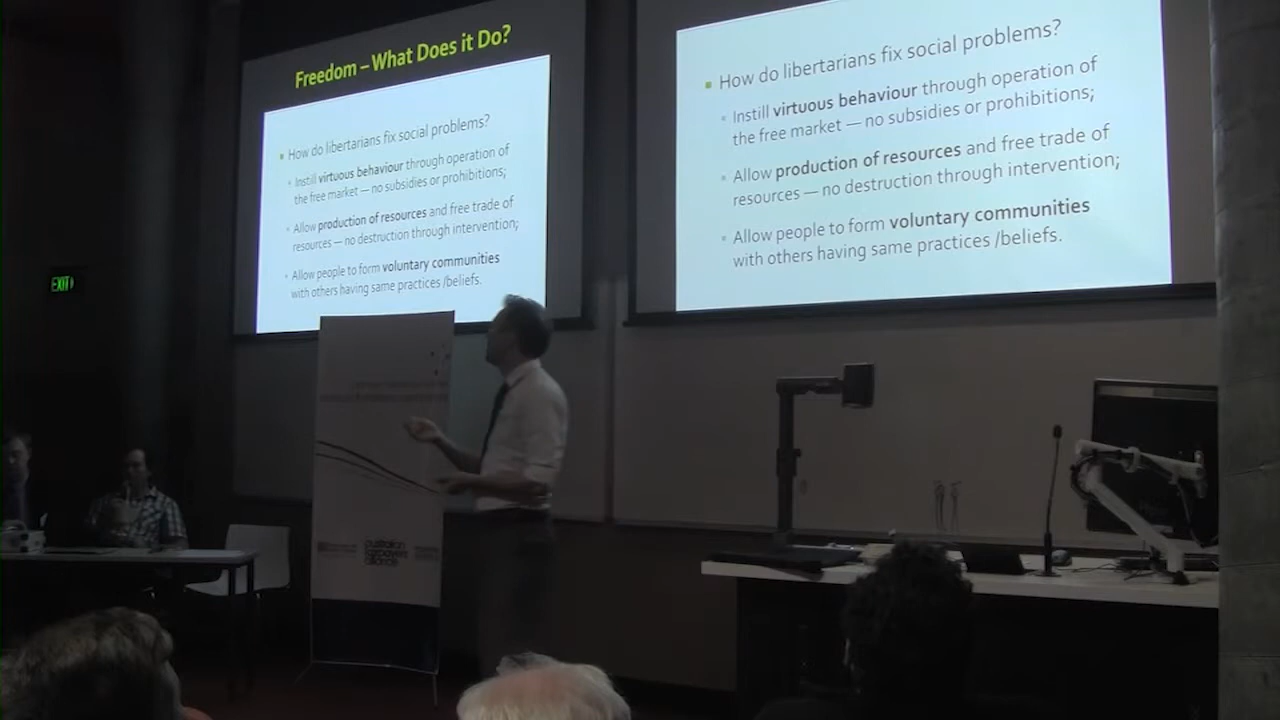 Freedom – What Does it Do?
How do libertarians fix social problems?
Instill virtuous behaviour through operation of
the free market — no subsidies or prohibitions;
Allow production of resources and free trade of
resources — no destruction through intervention;
Allow people to form voluntary communities
with others having same practices /beliefs.
How do libertarians fix social problems?
Instill virtuous behaviour through operation of
the free market — no subsidies or prohibitions;
Allow production of resources and free trade of
resources — no destruction through intervention;
Allow people to form voluntary communities
with others having same practices /beliefs.
EXIT
australian
taxpayers
alliance